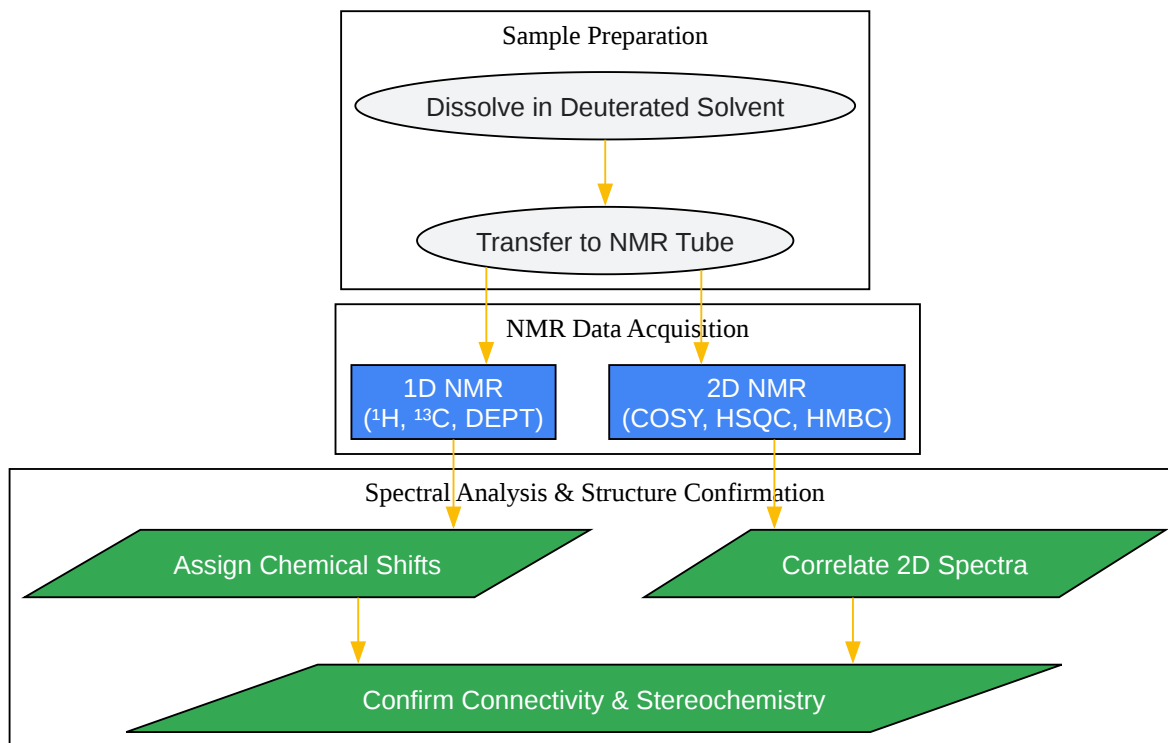 Sample Preparation
Dissolve in Deuterated Solvent
Transfer to NMR Tube
NMR Data Acquisition
1D NMR
(¹H, ¹³C, DEPT)
2D NMR
(COSY, HSQC, HMBC)
Spectral Analysis & Structure Confirmation
Assign Chemical Shifts
Correlate 2D Spectra
Confirm Connectivity & Stereochemistry